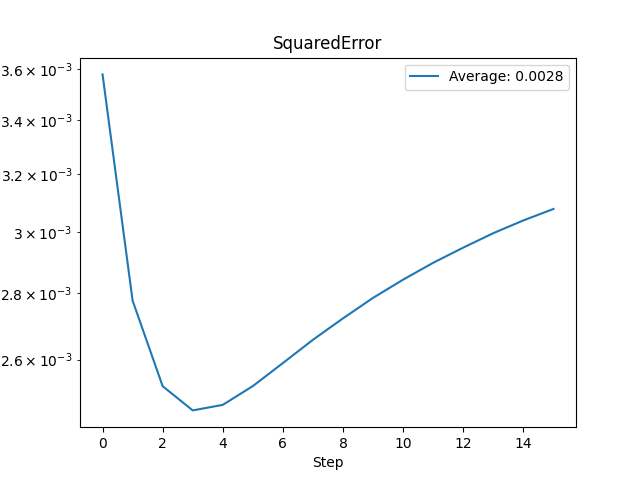 SquaredError
Average: 0.0028
3.6 × 10⁻³
3.4 × 10⁻³
3.2 × 10⁻³
3 × 10⁻³
2.8 × 10⁻³
2.6 × 10⁻³
0 2 4 6 8 10 12 14
Step